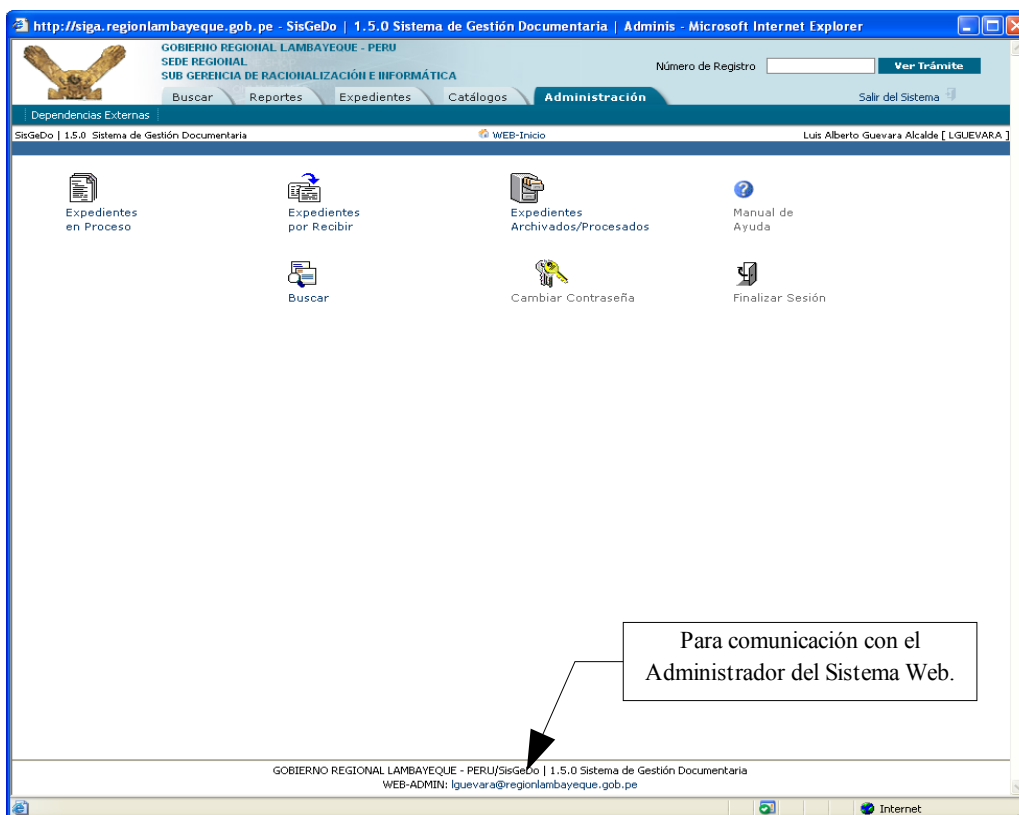 http://siga.regionlambayeque.gob.pe - SisGeDo | 1.5.0 Sistema de Gestión Documentaria | Adminis - Microsoft Internet Explorer
GOBIERNO REGIONAL LAMBAYEQUE - PERU
SEDE REGIONAL
SUB GERENCIA DE RACIONALIZACIÓN E INFORMÁTICA
Número de Registro Ver Trámite
Buscar Reportes Expedientes Catálogos Administración Salir del Sistema
Dependencias Externas
SisGeDo | 1.5.0 Sistema de Gestión Documentaria WEB-Inicio Luis Alberto Guevara Alcalde [ LGUEVARA ]
Expedientes
en Proceso
Expedientes
por Recibir
Expedientes
Archivados/Procesados
Manual de
Ayuda
Buscar
Cambiar Contraseña
Finalizar Sesión
Para comunicación con el
Administrador del Sistema Web.
GOBIERNO REGIONAL LAMBAYEQUE - PERU/SisGeDo | 1.5.0 Sistema de Gestión Documentaria
WEB-ADMIN: lguevara@regionlambayeque.gob.pe
Internet